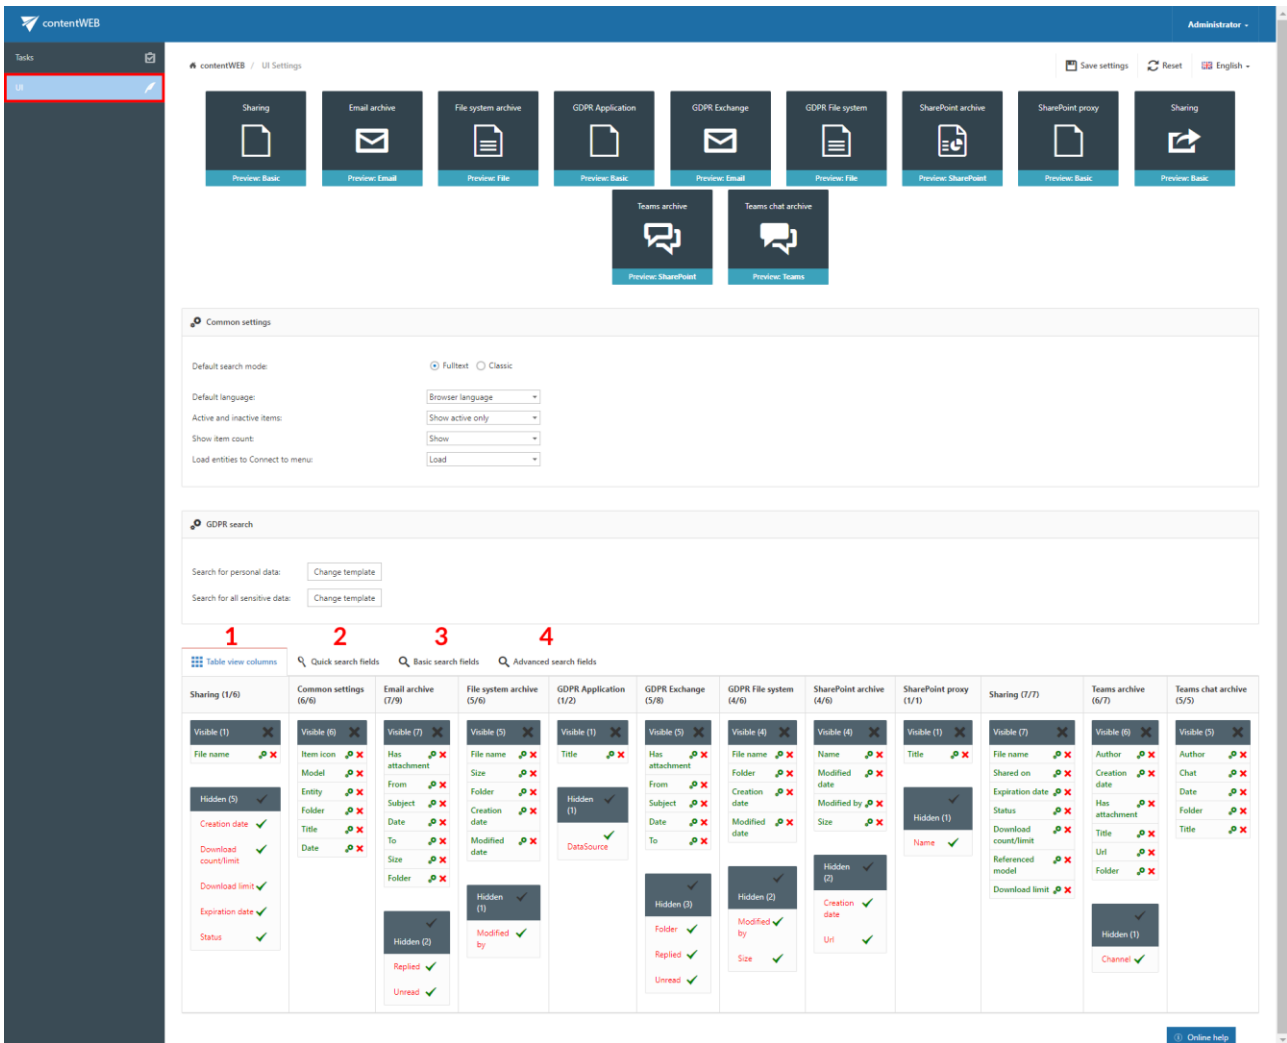 contentWEB
Administrator
Tasks
UI
contentWEB / UI Settings
Save settings
Reset
English
Sharing
Preview: Basic
Email archive
Preview: Email
File system archive
Preview: File
GDPR Application
Preview: Basic
GDPR Exchange
Preview: Email
GDPR File system
Preview: File
SharePoint archive
Preview: SharePoint
SharePoint proxy
Preview: Basic
Sharing
Preview: Basic
Teams archive
Preview: SharePoint
Teams chat archive
Preview: Teams
Common settings
Default search mode: Fulltext Classic
Default language: Browser language
Active and inactive items: Show active only
Show item count: Show
Load entities to Connect to menu: Load
GDPR search
Search for personal data: Change template
Search for all sensitive data: Change template
1 2 3 4
Table view columns Quick search fields Basic search fields Advanced search fields
Sharing (1/6)
Visible (1)
File name
Hidden (5)
Creation date
Download
count/limit
Download limit
Expiration date
Status
Common settings
(6/6)
Visible (6)
Item icon
Model
Entity
Folder
Title
Date
Email archive
(7/9)
Visible (7)
Has
attachment
From
Subject
Date
To
Size
Folder
Hidden (2)
Replied
Unread
File system archive
(5/6)
Visible (5)
File name
Size
Folder
Creation
date
Modified
date
Hidden
(1)
Modified
by
GDPR Application
(1/2)
Visible (1)
Title
Hidden
(1)
DataSource
GDPR Exchange
(5/8)
Visible (5)
Has
attachment
From
Subject
Date
To
Hidden (3)
Folder
Replied
Unread
GDPR File system
(4/6)
Visible (4)
File name
Folder
Creation
date
Modified
date
Hidden (2)
Modified
by
Size
SharePoint archive
(4/6)
Visible (4)
Name
Modified
date
Modified by
Size
Hidden
(2)
Creation
date
Url
SharePoint proxy
(1/1)
Visible (1)
Title
Hidden (1)
Name
Sharing (7/7)
Visible (7)
File name
Shared on
Expiration date
Status
Download
count/limit
Referenced
model
Download limit
Teams archive
(6/7)
Visible (6)
Author
Creation
date
Has
attachment
Title
Url
Folder
Hidden (1)
Channel
Teams chat archive
(5/5)
Visible (5)
Author
Chat
Date
Folder
Title
Online help